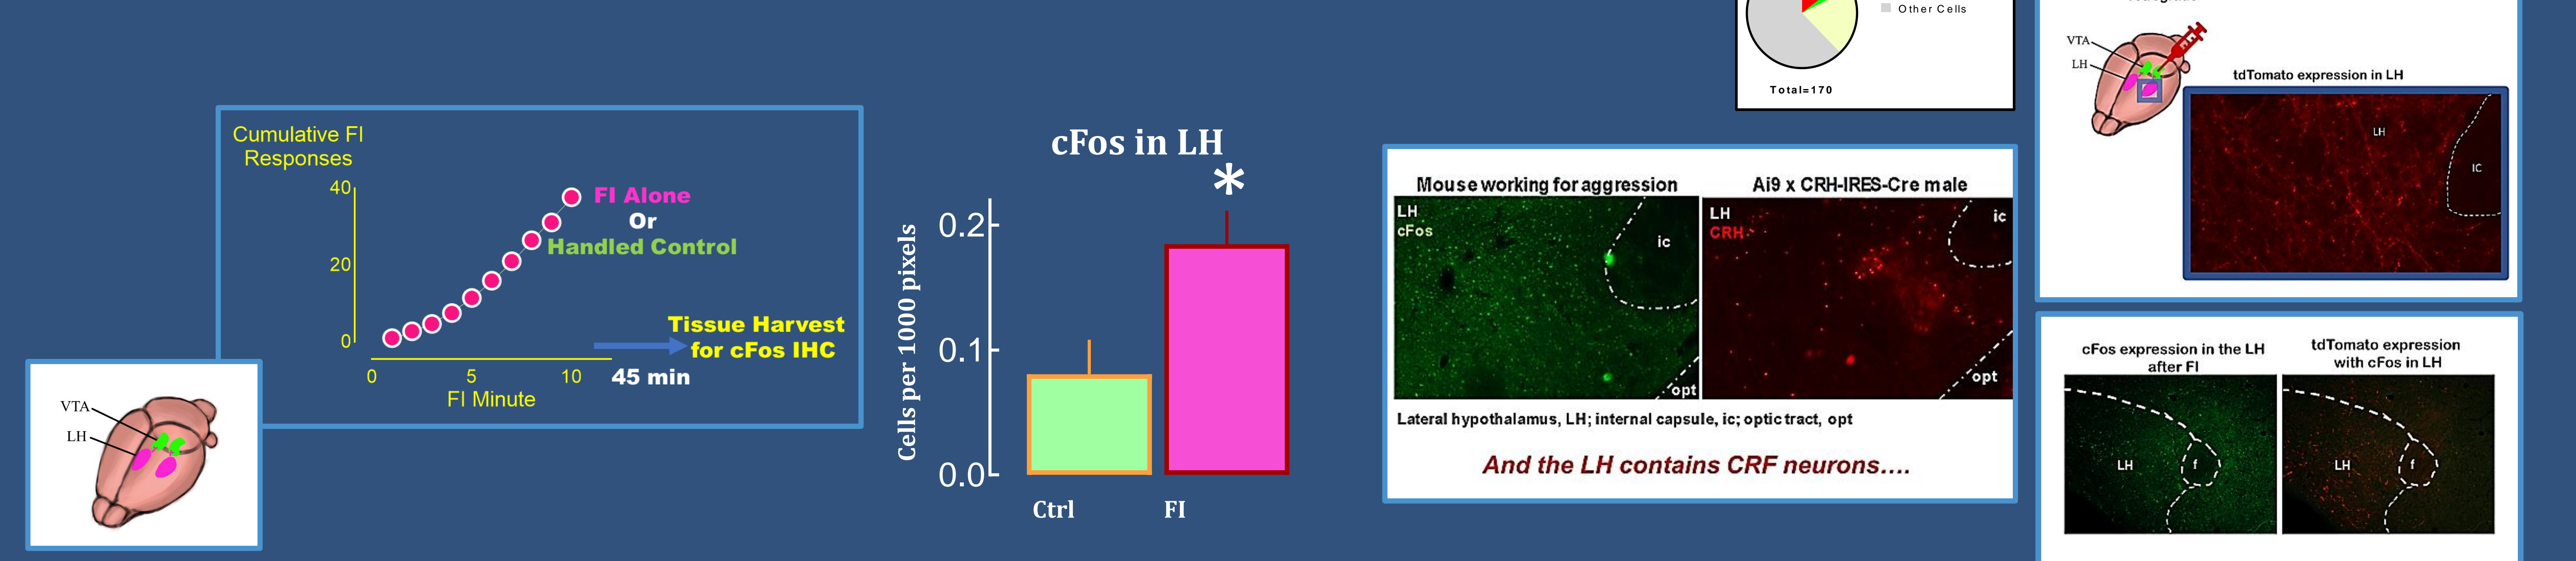 Cumulative FI
Responses
40
20
0
0
5
10
FI Minute
FI Alone
Or
Handled Control
Tissue Harvest
for cFos IHC
45 min
VTA
LH
cFos in LH
*
Cells per 1000 pixels
0.2
0.1
0.0
Ctrl
FI
Other Cells
Total=170
Mouse working for aggression
Ai9 x CRH-IRES-Cre male
LH
cFos
ic
opt
LH
CRH
ic
opt
Lateral hypothalamus, LH; internal capsule, ic; optic tract, opt
And the LH contains CRF neurons....
VTA
LH
tdTomato expression in LH
LH
IC
cFos expression in the LH
after FI
tdTomato expression
with cFos in LH
LH
f
LH
f